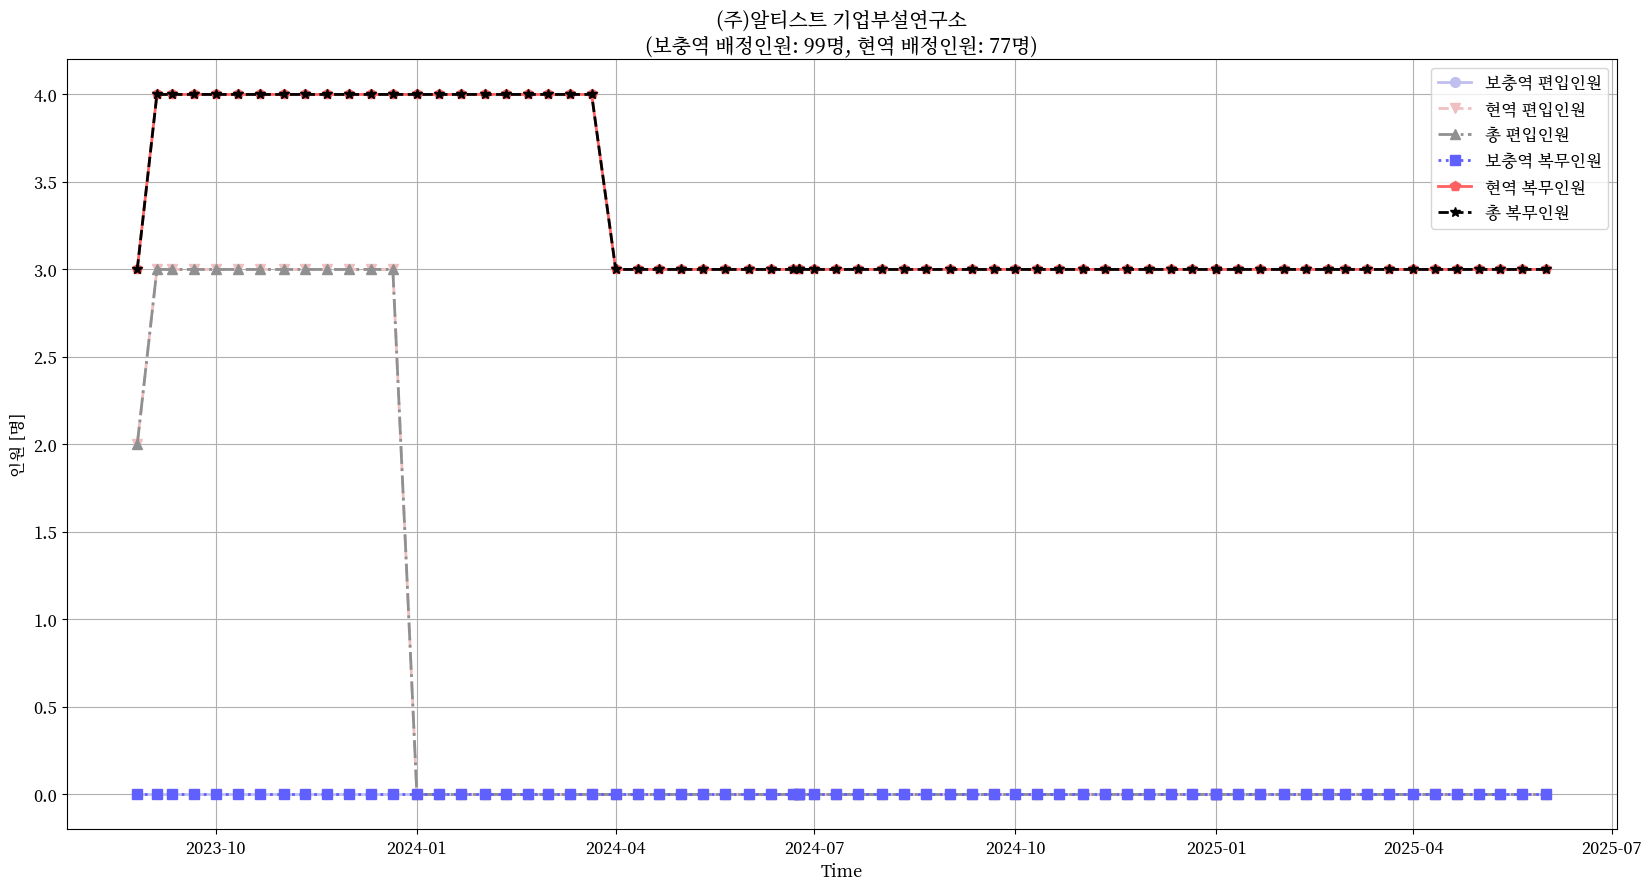 (주)알티스트 기업부설연구소
(보충역 배정인원: 99명, 현역 배정인원: 77명)
보충역 편입인원
현역 편입인원
총 편입인원
보충역 복무인원
현역 복무인원
총 복무인원
4.0
3.5
3.0
2.5
2.0
1.5
1.0
0.5
0.0
인원 [명]
2023-10 2024-01 2024-04 2024-07 2024-10 2025-01 2025-04 2025-07
Time